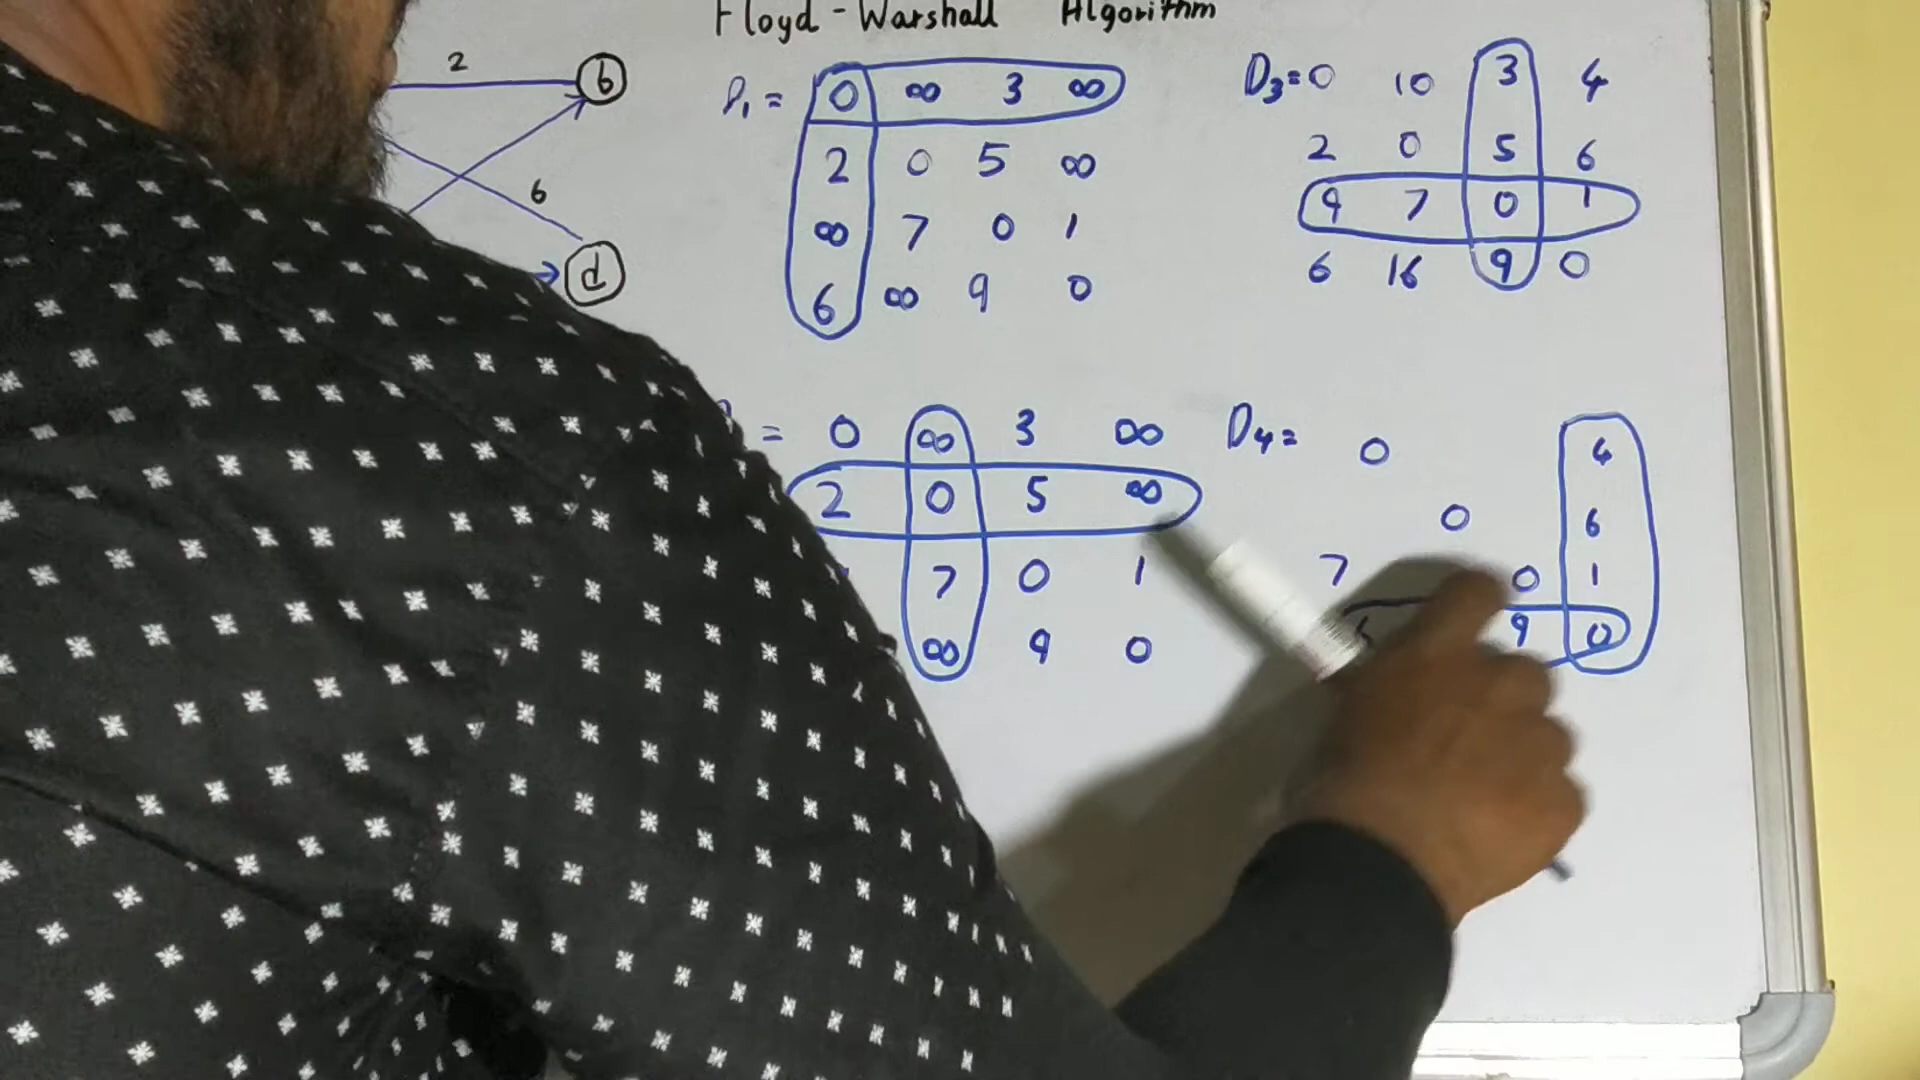 Floyd - Warshall Algorithm
2
b
6
d
D₁ = 0 ∞ 3 ∞
2 0 5 ∞
∞ 7 0 1
6 ∞ 9 0
= 0 ∞ 3 ∞
2 0 5 ∞
7 0 1
∞ 9 0
D₃ = 0 10 3 4
2 0 5 6
9 7 0 1
6 16 9 0
D₄ = 0 4
0 6
7 0 1
9 0